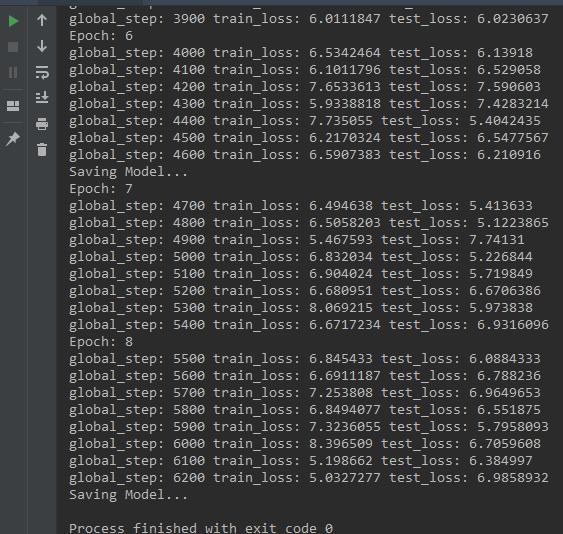 global_step: 3900 train_loss: 6.0111847 test_loss: 6.0230637
Epoch: 6
global_step: 4000 train_loss: 6.5342464 test_loss: 6.13918
global_step: 4100 train_loss: 6.1011796 test_loss: 6.529058
global_step: 4200 train_loss: 7.6533613 test_loss: 7.590603
global_step: 4300 train_loss: 5.9338818 test_loss: 7.4283214
global_step: 4400 train_loss: 7.735055 test_loss: 5.4042435
global_step: 4500 train_loss: 6.2170324 test_loss: 6.5477567
global_step: 4600 train_loss: 6.5907383 test_loss: 6.210916
Saving Model...
Epoch: 7
global_step: 4700 train_loss: 6.494638 test_loss: 5.413633
global_step: 4800 train_loss: 6.5058203 test_loss: 5.1223865
global_step: 4900 train_loss: 5.467593 test_loss: 7.74131
global_step: 5000 train_loss: 6.832034 test_loss: 5.226844
global_step: 5100 train_loss: 6.904024 test_loss: 5.719849
global_step: 5200 train_loss: 6.680951 test_loss: 6.6706386
global_step: 5300 train_loss: 8.069215 test_loss: 5.973838
global_step: 5400 train_loss: 6.6717234 test_loss: 6.9316096
Epoch: 8
global_step: 5500 train_loss: 6.845433 test_loss: 6.0884333
global_step: 5600 train_loss: 6.6911187 test_loss: 6.788236
global_step: 5700 train_loss: 7.253808 test_loss: 6.9649653
global_step: 5800 train_loss: 6.8494077 test_loss: 6.551875
global_step: 5900 train_loss: 7.3236055 test_loss: 5.7958093
global_step: 6000 train_loss: 8.396509 test_loss: 6.7059608
global_step: 6100 train_loss: 5.198662 test_loss: 6.384997
global_step: 6200 train_loss: 5.0327277 test_loss: 6.9858932
Saving Model...
Process finished with exit code 0